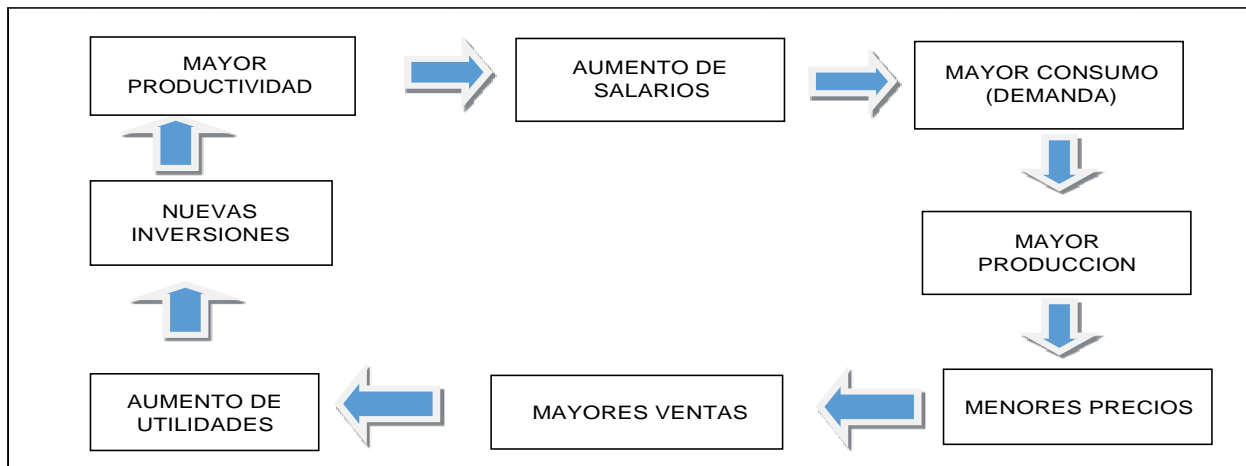 MAYOR
PRODUCTIVIDAD
AUMENTO DE
SALARIOS
MAYOR CONSUMO
(DEMANDA)
MAYOR
PRODUCCION
MENORES PRECIOS
MAYORES VENTAS
AUMENTO DE
UTILIDADES
NUEVAS
INVERSIONES